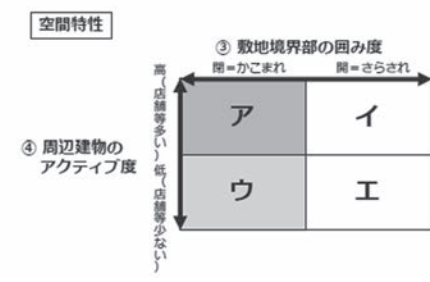 空間特性
③ 敷地境界部の囲み度
閉=かこまれ 開=さらされ
高(店舗等多い)
低(店舗等少ない)
④ 周辺建物の
アクティブ度
ア イ
ウ エ